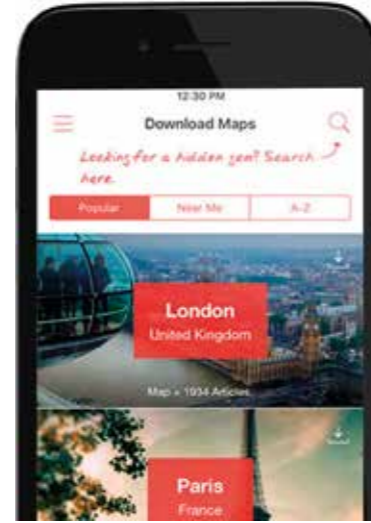 12:30 PM
Download Maps
Looking for a hidden gem? Search
here.
Popular Near Me A-Z
London
United Kingdom
Map + 1934 Articles
Paris
France